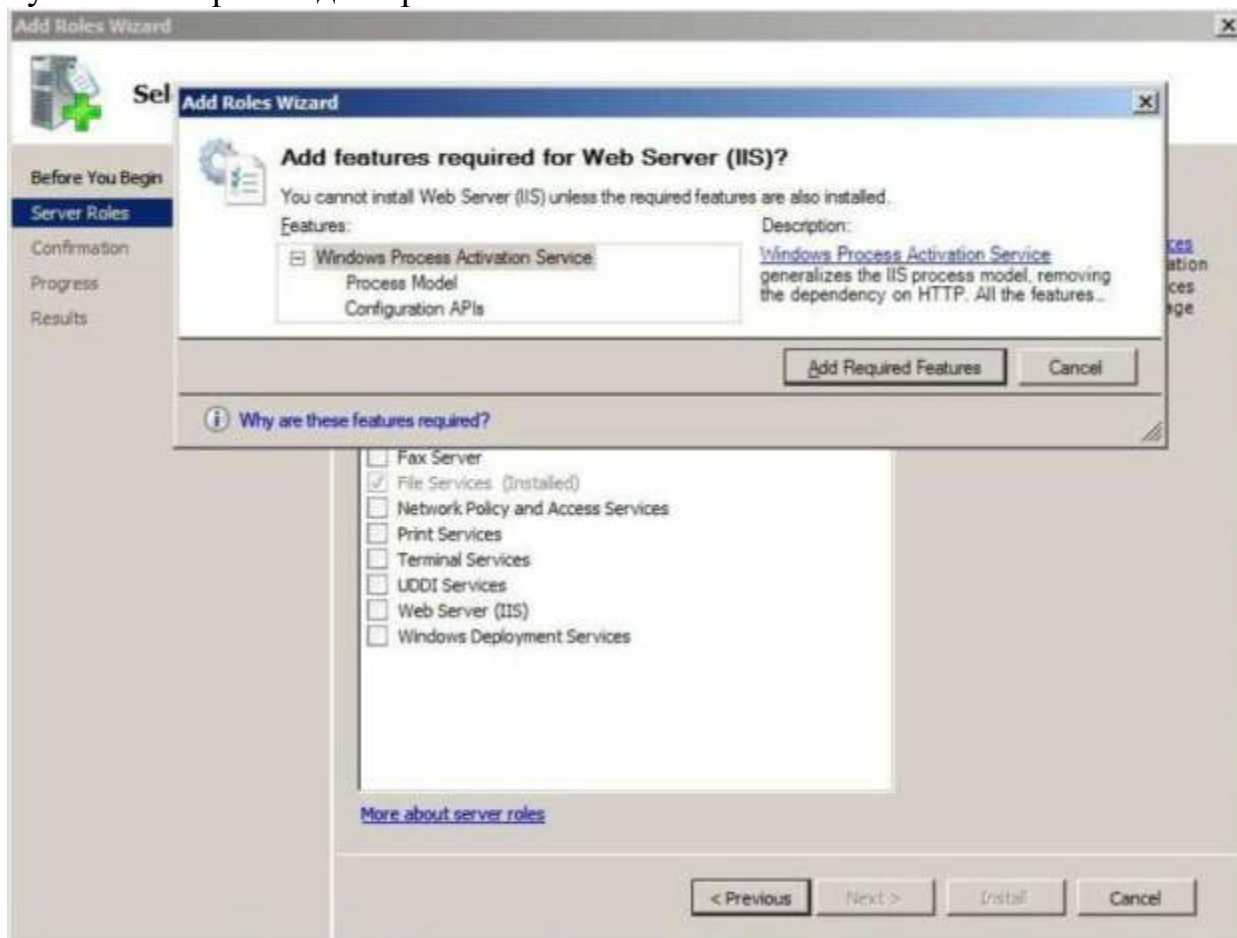 Add Roles Wizard
Sel
Add Roles Wizard
Add features required for Web Server (IIS)?
You cannot install Web Server (IIS) unless the required features are also installed.
Features:
Description:
Windows Process Activation Service
Process Model
Configuration APIs
Windows Process Activation Service
generalizes the IIS process model, removing
the dependency on HTTP. All the features...
Add Required Features
Cancel
Why are these features required?
Before You Begin
Server Roles
Confirmation
Progress
Results
Fax Server
File Services (Installed)
Network Policy and Access Services
Print Services
Terminal Services
UDDI Services
Web Server (IIS)
Windows Deployment Services
More about server roles
< Previous
Next >
Install
Cancel